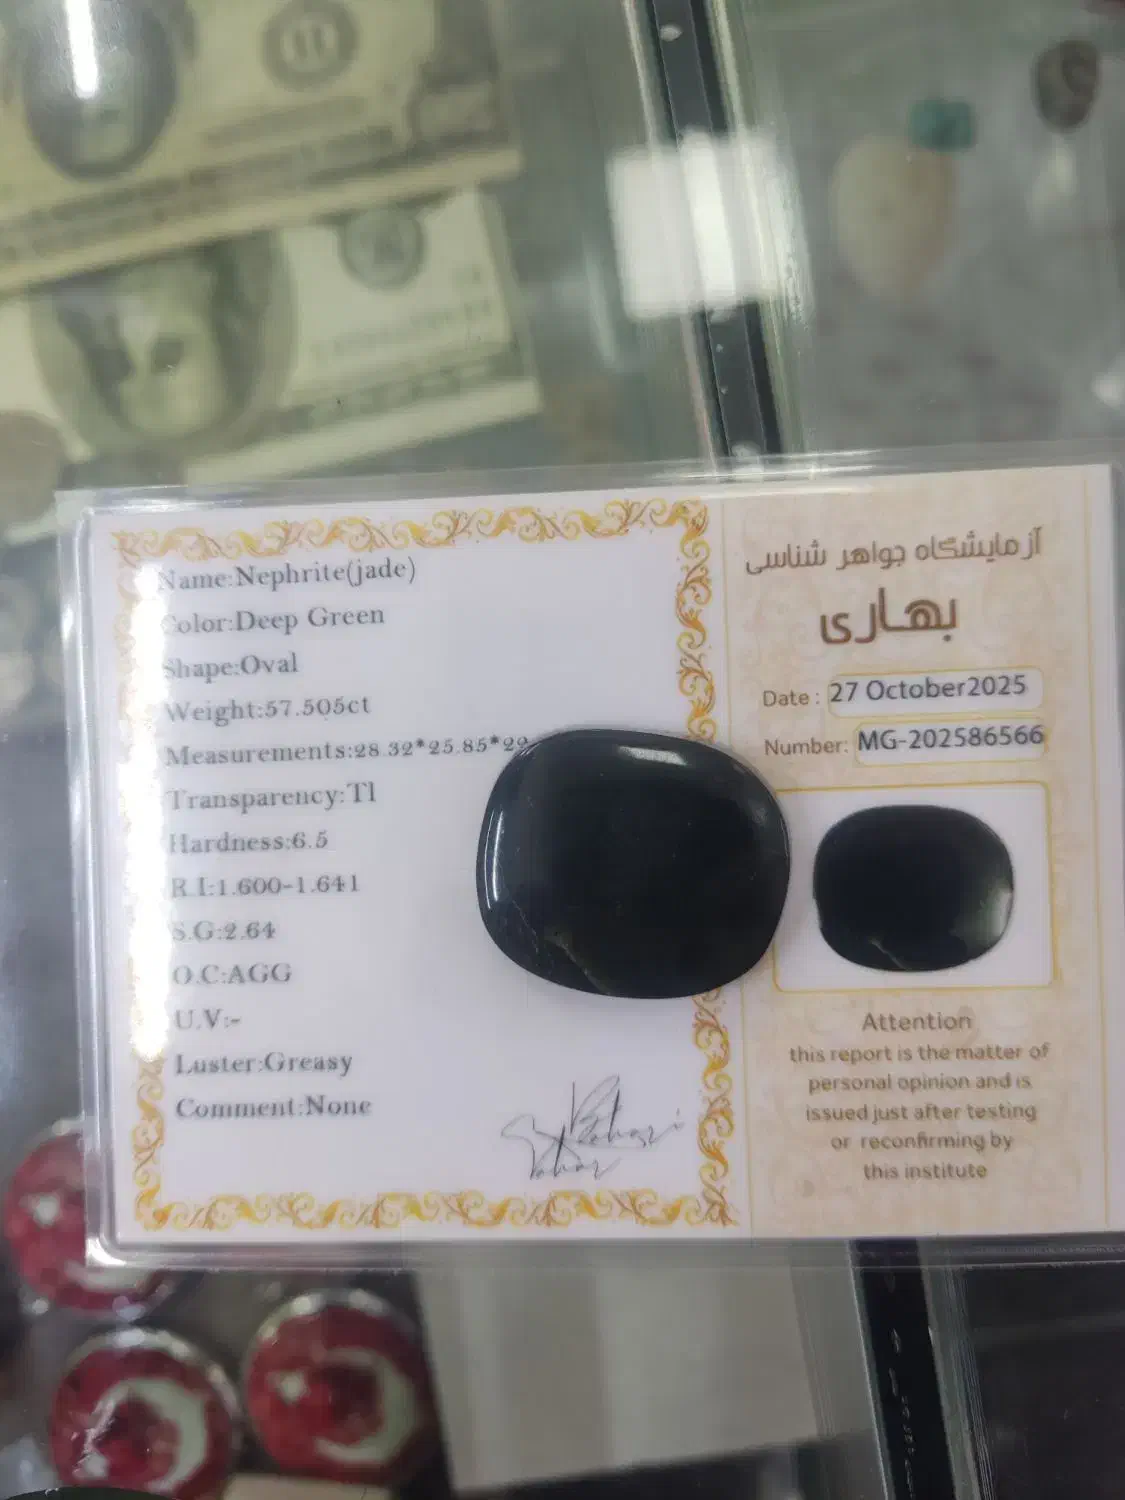 Name:Nephrite(jade)
Color:Deep Green
Shape:Oval
Weight:57.505ct
Measurements:28.32*25.85*22
Transparency:Tl
Hardness:6.5
R.I:1.600-1.641
S.G:2.64
O.C:AGG
U.V:-
Luster:Greasy
Comment:None
آزمایشگاه جواهر شناسی
بهاری
Date : 27 October2025
Number: MG-202586566
Attention
this report is the matter of
personal opinion and is
issued just after testing
or reconfirming by
this institute